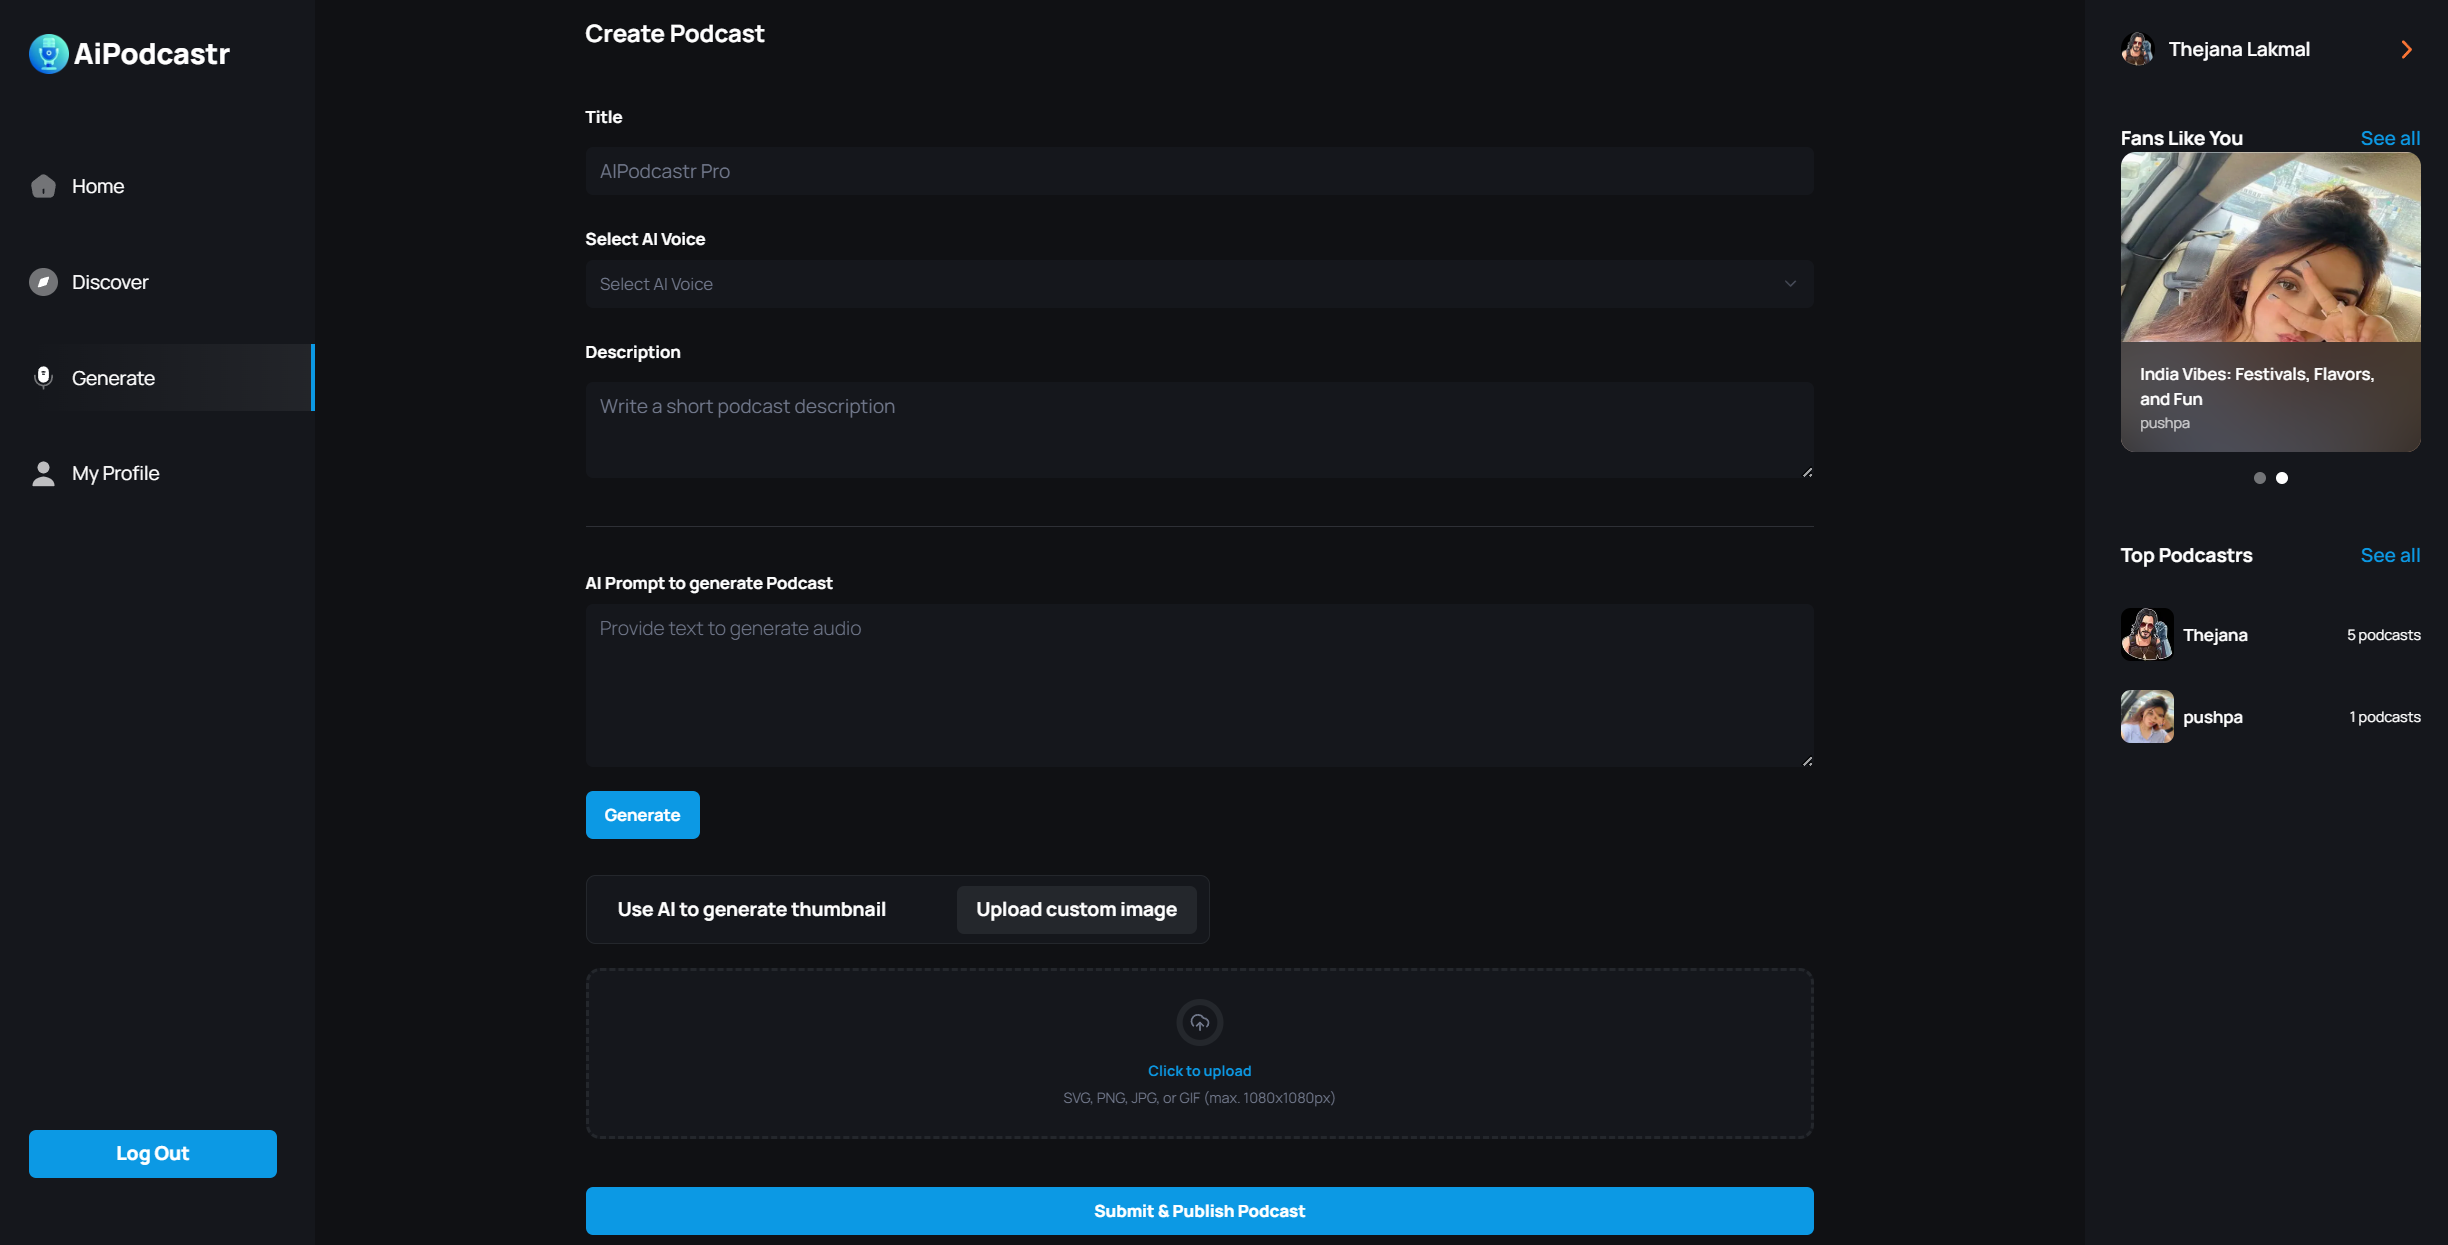 AiPodcastr
Home
Discover
Generate
My Profile
Log Out
Create Podcast
Title
AIPodcastr Pro
Select AI Voice
Select AI Voice
Description
Write a short podcast description
AI Prompt to generate Podcast
Provide text to generate audio
Generate
Use AI to generate thumbnail
Upload custom image
Click to upload
SVG, PNG, JPG, or GIF (max. 1080x1080px)
Submit & Publish Podcast
Thejana Lakmal
Fans Like You
See all
India Vibes: Festivals, Flavors,
and Fun
pushpa
Top Podcastrs
See all
Thejana
5 podcasts
pushpa
1 podcasts